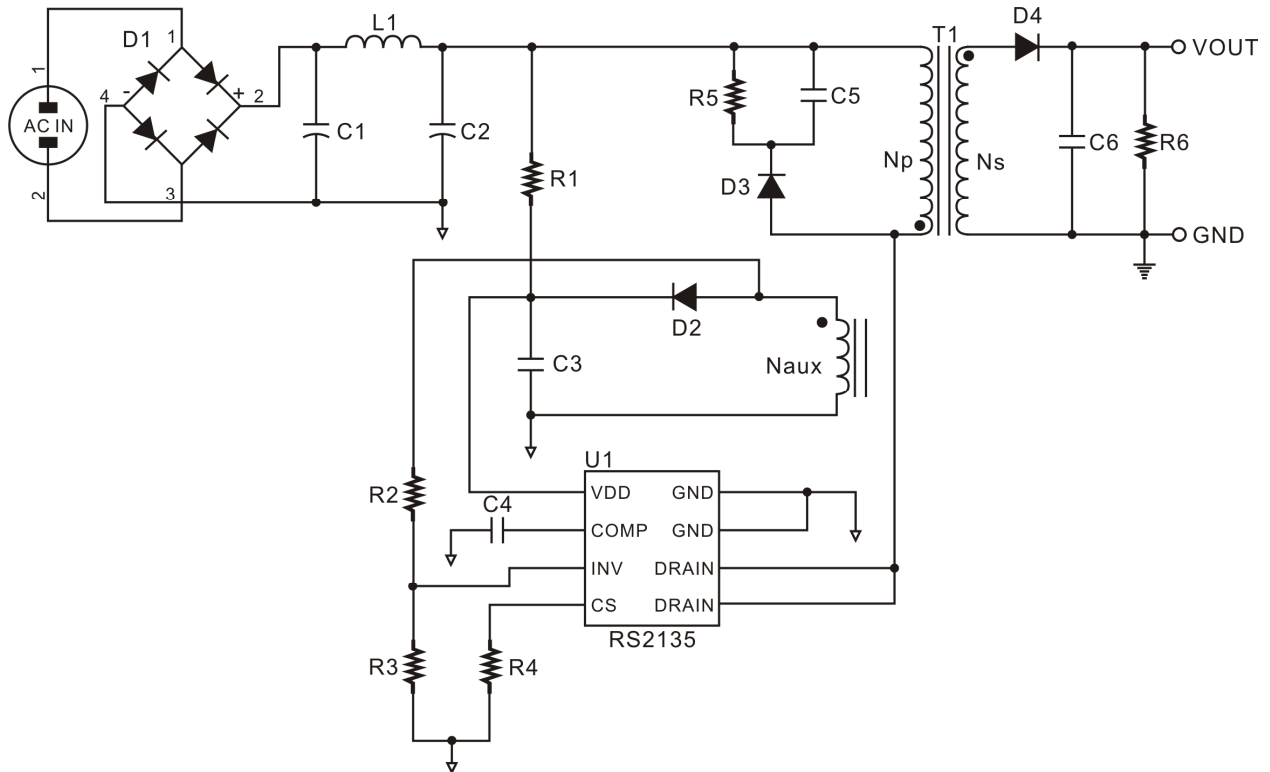 D1
1
2
3
4
-
+
AC IN
1
2
L1
C1
C2
R1
R5
C5
D3
T1
Np
Ns
D4
C6
R6
VOUT
GND
D2
C3
Naux
R2
C4
U1
VDD
GND
COMP
GND
INV
DRAIN
CS
DRAIN
RS2135
R3
R4